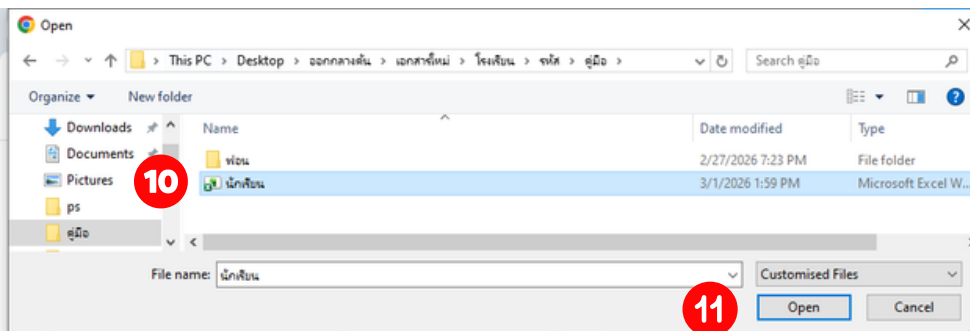 Open
This PC > Desktop > ออกกลางคัน > เอกสารใหม่ > โรงเรียน > รหัส > คู่มือ >
Search คู่มือ
Organize
New folder
Downloads
Documents
Pictures
ps
คู่มือ
Name
Date modified
Type
ฟอน
2/27/2026 7:23 PM
File folder
10
นักเรียน
3/1/2026 1:59 PM
Microsoft Excel W...
File name: นักเรียน
Customised Files
11
Open
Cancel